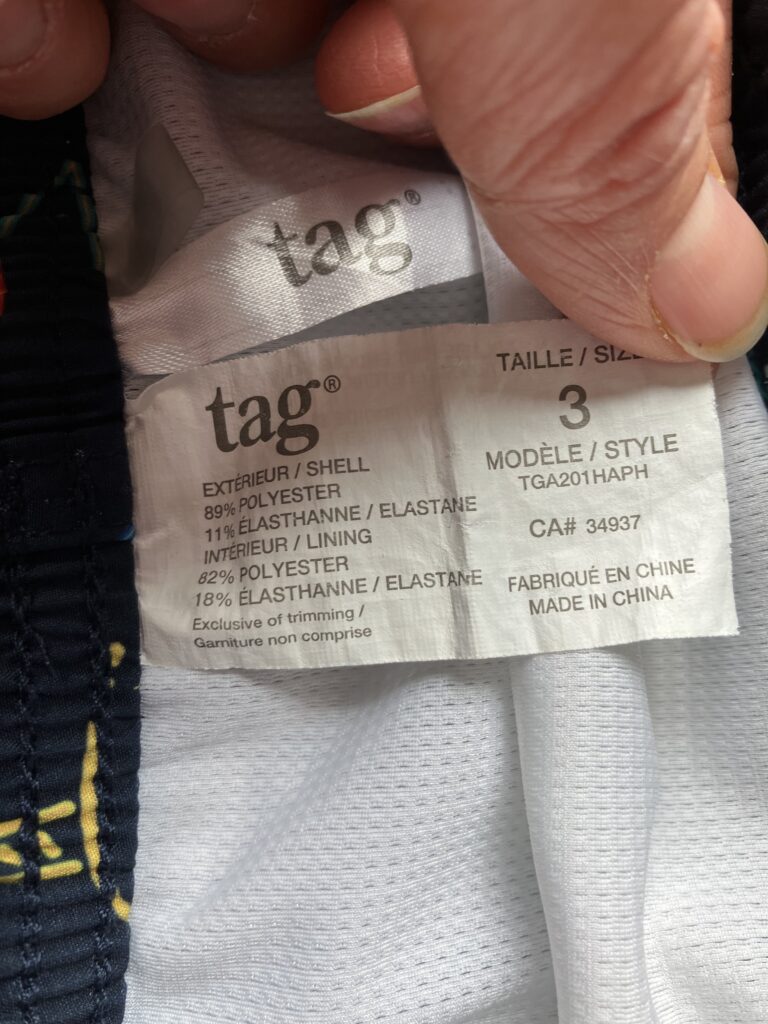 tag®
tag®
EXTÉRIEUR / SHELL
89% POLYESTER
11% ÉLASTHANNE / ELASTANE
INTÉRIEUR / LINING
82% POLYESTER
18% ÉLASTHANNE / ELASTANE
Exclusive of trimming /
Garniture non comprise
TAILLE / SIZE
3
MODÈLE / STYLE
TGA201HAPH
CA# 34937
FABRIQUÉ EN CHINE
MADE IN CHINA